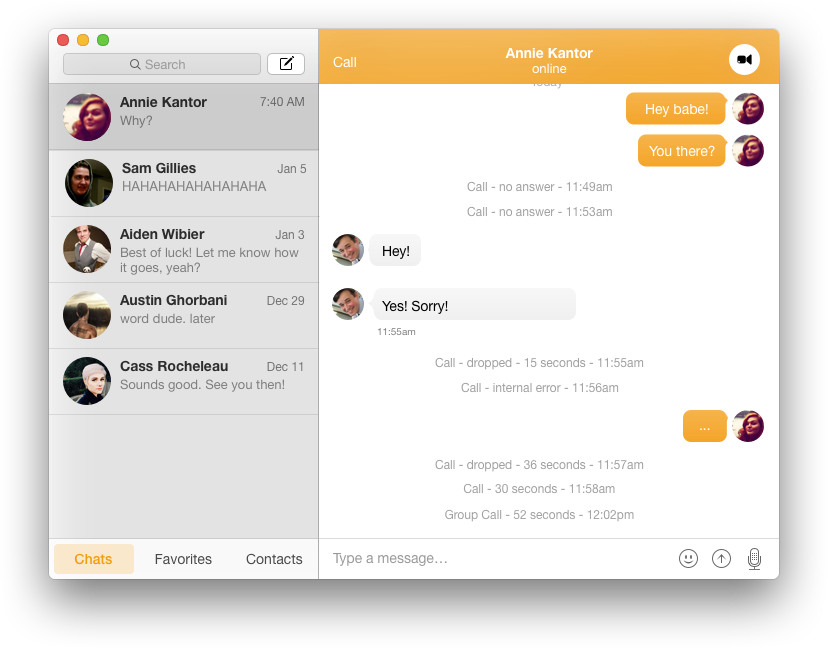 Search
Annie Kantor
7:40 AM
Why?
Sam Gillies
Jan 5
HAHAHAHAHAHAHAHA
Aiden Wibier
Jan 3
Best of luck! Let me know how
it goes, yeah?
Austin Ghorbani
Dec 29
word dude. later
Cass Rocheleau
Dec 11
Sounds good. See you then!
Chats
Favorites
Contacts
Call
Annie Kantor
online
Today
Hey babe!
You there?
Call - no answer - 11:49am
Call - no answer - 11:53am
Hey!
Yes! Sorry!
11:55am
Call - dropped - 15 seconds - 11:55am
Call - internal error - 11:56am
...
Call - dropped - 36 seconds - 11:57am
Call - 30 seconds - 11:58am
Group Call - 52 seconds - 12:02pm
Type a message…